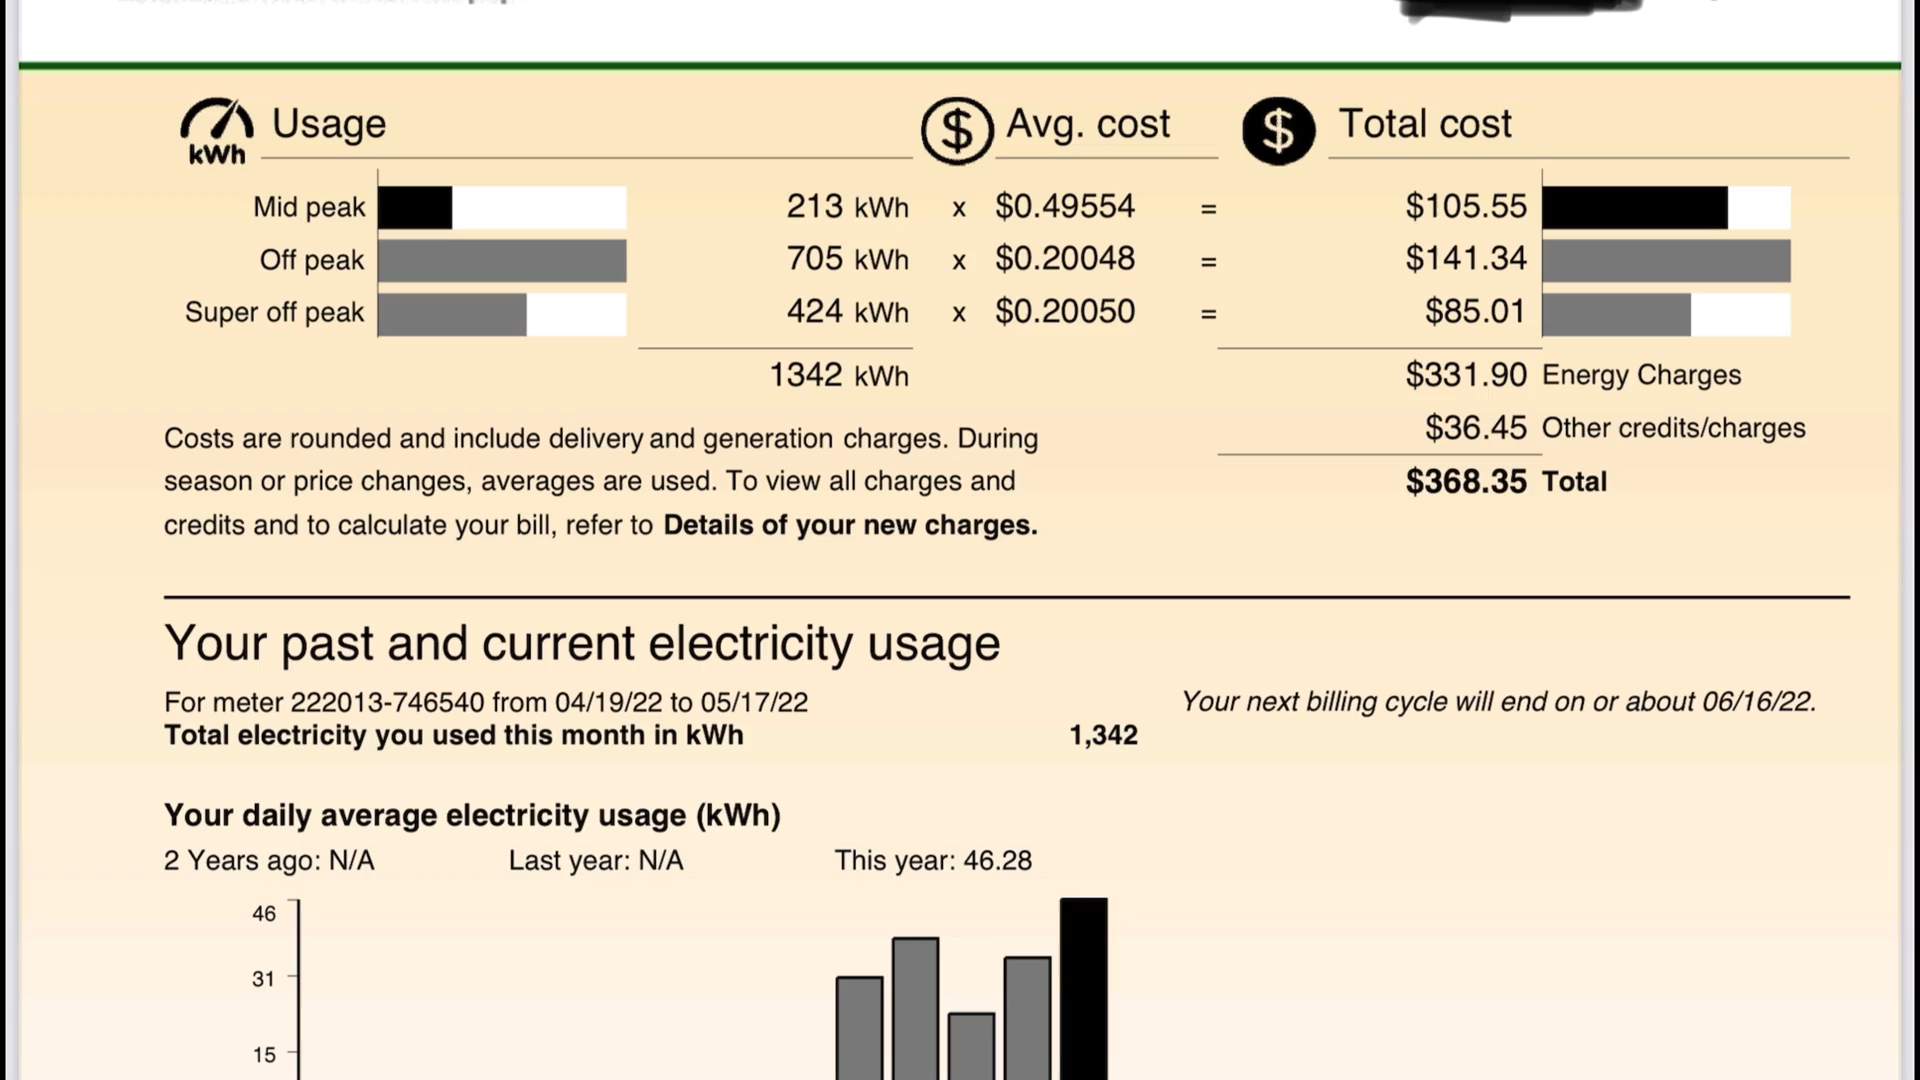 kWh Usage $ Avg. cost $ Total cost
Mid peak 213 kWh x $0.49554 = $105.55
Off peak 705 kWh x $0.20048 = $141.34
Super off peak 424 kWh x $0.20050 = $85.01
1342 kWh $331.90 Energy Charges
$36.45 Other credits/charges
$368.35 Total
Costs are rounded and include delivery and generation charges. During
season or price changes, averages are used. To view all charges and
credits and to calculate your bill, refer to Details of your new charges.
Your past and current electricity usage
For meter 222013-746540 from 04/19/22 to 05/17/22 Your next billing cycle will end on or about 06/16/22.
Total electricity you used this month in kWh 1,342
Your daily average electricity usage (kWh)
2 Years ago: N/A Last year: N/A This year: 46.28
46
31
15